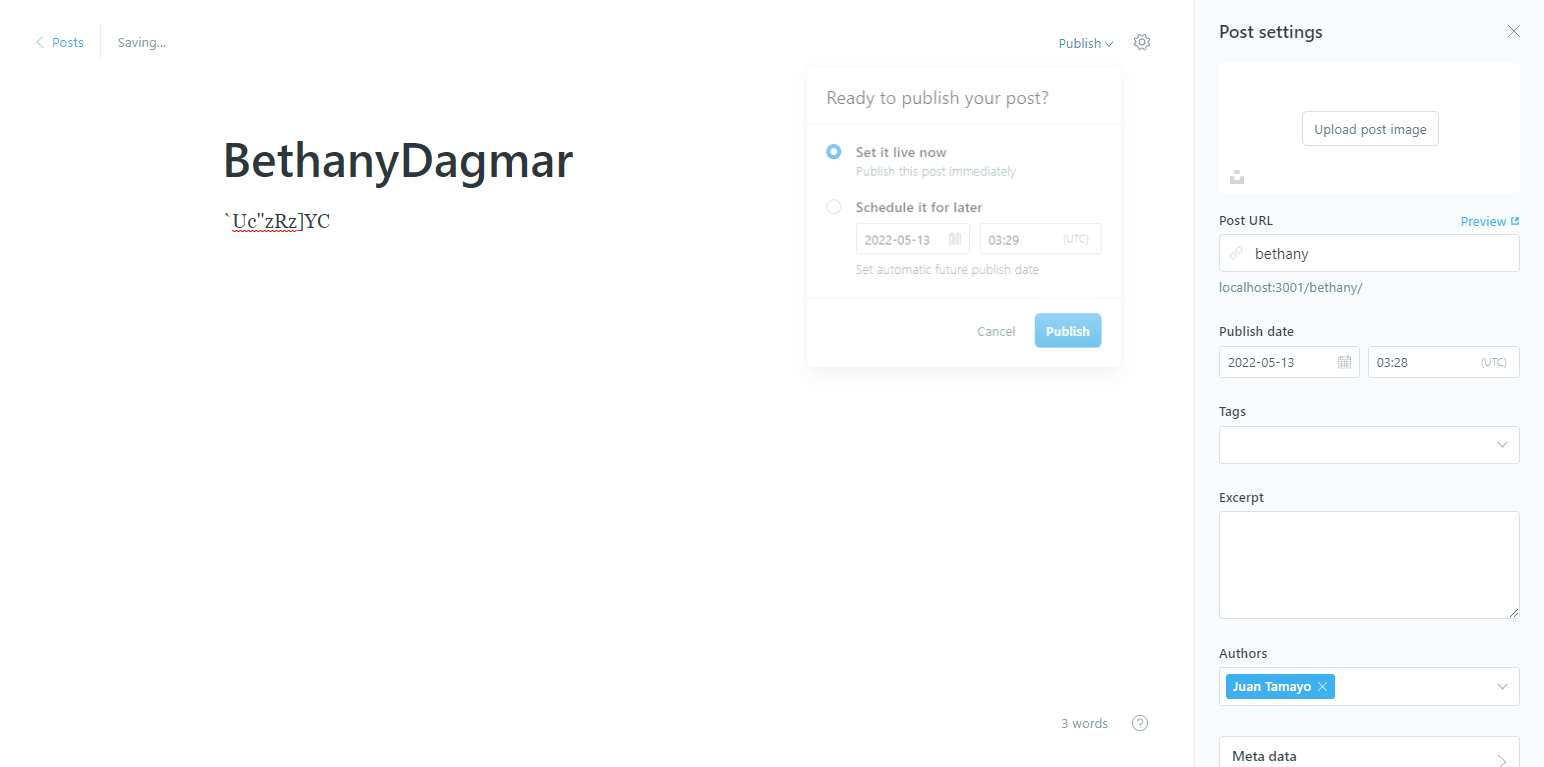 Posts
Saving...
Publish
BethanyDagmar
`Uc"zRz]YC
Ready to publish your post?
Set it live now
Publish this post immediately
Schedule it for later
2022-05-13
03:29 (UTC)
Set automatic future publish date
Cancel
Publish
3 words
?
Post settings
Upload post image
Post URL
Preview
bethany
localhost:3001/bethany/
Publish date
2022-05-13
03:28 (UTC)
Tags
Excerpt
Authors
Juan Tamayo
Meta data